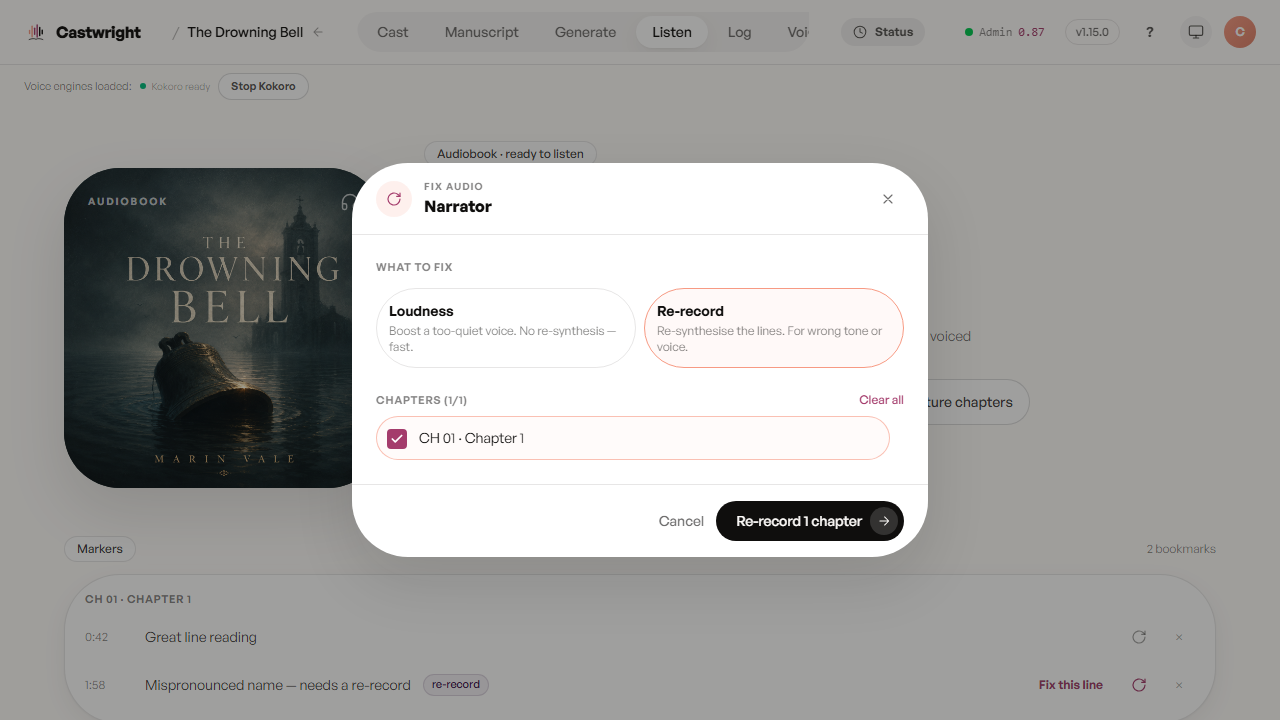 Castwright
/ The Drowning Bell ←
Cast Manuscript Generate Listen Log
Status
Admin 0.87
v1.15.0
?
C
Voice engines loaded: Kokoro ready Stop Kokoro
Audiobook · ready to listen
AUDIOBOOK
THE
DROWNING
BELL
MARIN VALE
FIX AUDIO
Narrator
WHAT TO FIX
Loudness
Boost a too-quiet voice. No re-synthesis —
fast.
Re-record
Re-synthesise the lines. For wrong tone or
voice.
voiced
CHAPTERS (1/1) Clear all
ture chapters
CH 01 · Chapter 1
Cancel Re-record 1 chapter →
Markers 2 bookmarks
CH 01 · CHAPTER 1
0:42 Great line reading ×
1:58 Mispronounced name — needs a re-record re-record Fix this line ×